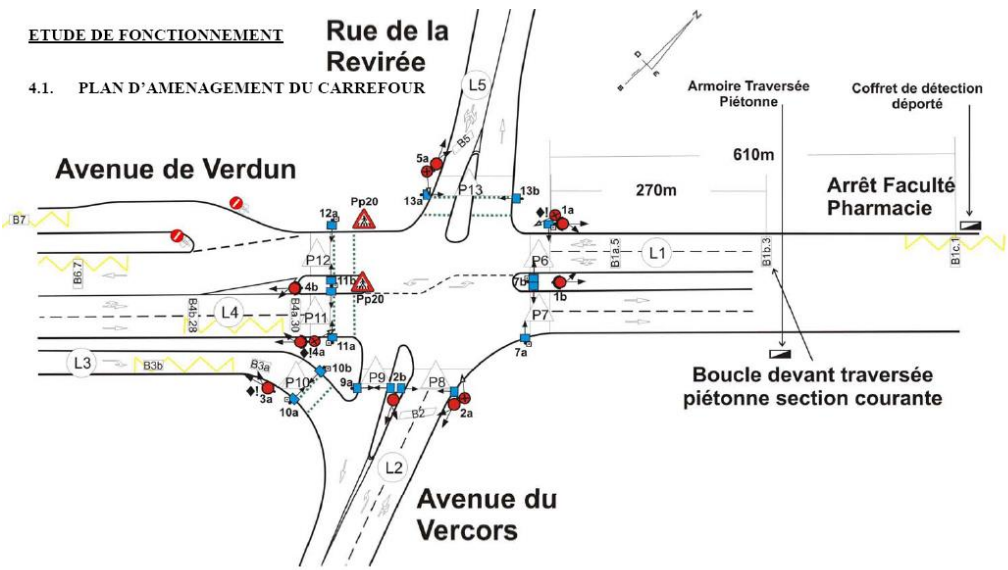 ETUDE DE FONCTIONNEMENT
4.1. PLAN D'AMENAGEMENT DU CARREFOUR
Rue de la
Revirée
Avenue de Verdun
Armoire Traversée
Piétonne
Coffret de détection
déporté
610m
270m
Arrêt Faculté
Pharmacie
L5
B5
5a
P13
13a
13b
1a
B7
12a
Pp20
P12
P6
B1a.5
L1
B1b.3
B1c.1
B6.7
11b
4b
Pp20
7b
1b
B4b.28
L4
B4a.30
P11
P7
4a
11a
7a
L3
B3b
B3a
P10
10b
9a
P9
2b
P8
3a
10a
B2
2a
Boucle devant traversée
piétonne section courante
L2
Avenue du
Vercors